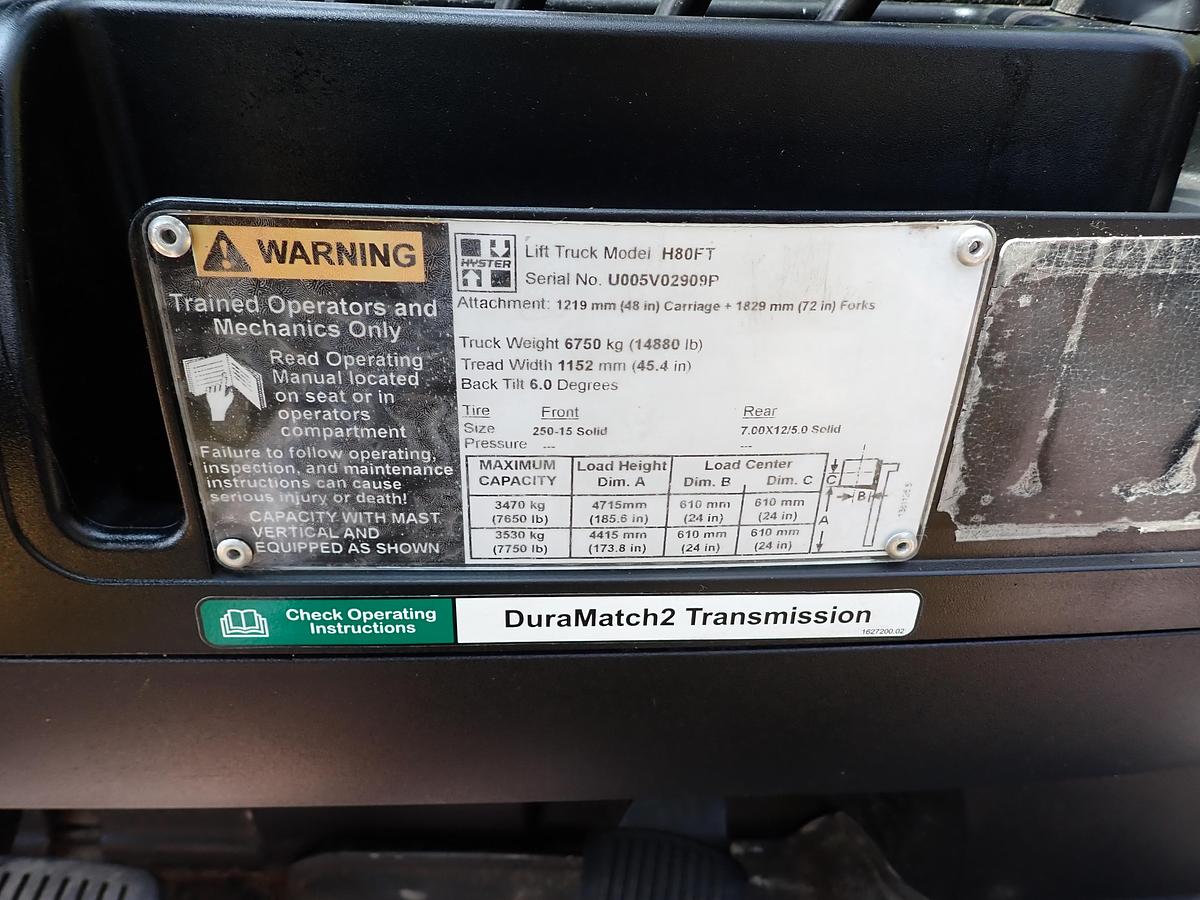 WARNING
Trained Operators and
Mechanics Only
Read Operating
Manual located
on seat or in
operators
compartment
Failure to follow operating,
inspection, and maintenance
instructions can cause
serious injury or death!
CAPACITY WITH MAST
VERTICAL AND
EQUIPPED AS SHOWN
HYSTER
Lift Truck Model H80FT
Serial No. U005V02909P
Attachment: 1219 mm (48 in) Carriage + 1829 mm (72 in) Forks
Truck Weight 6750 kg (14880 lb)
Tread Width 1152 mm (45.4 in)
Back Tilt 6.0 Degrees
Tire Front Rear
Size 250-15 Solid 7.00X12/5.0 Solid
Pressure --- ---
MAXIMUM Load Height Load Center
CAPACITY Dim. A Dim. B Dim. C
3470 kg 4715mm 610 mm 610 mm
(7650 lb) (185.6 in) (24 in) (24 in)
3530 kg 4415 mm 610 mm 610 mm
(7750 lb) (173.8 in) (24 in) (24 in)
C
B
A
Check Operating
Instructions
DuraMatch2 Transmission
1627200.02